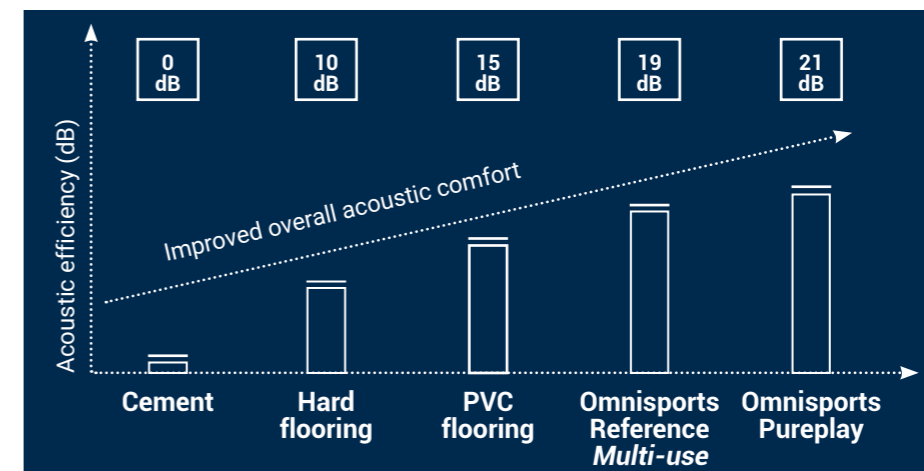 0
dB
10
dB
15
dB
19
dB
21
dB
Acoustic efficiency (dB)
Improved overall acoustic comfort
Cement
Hard
flooring
PVC
flooring
Omnisports
Reference
Multi-use
Omnisports
Pureplay